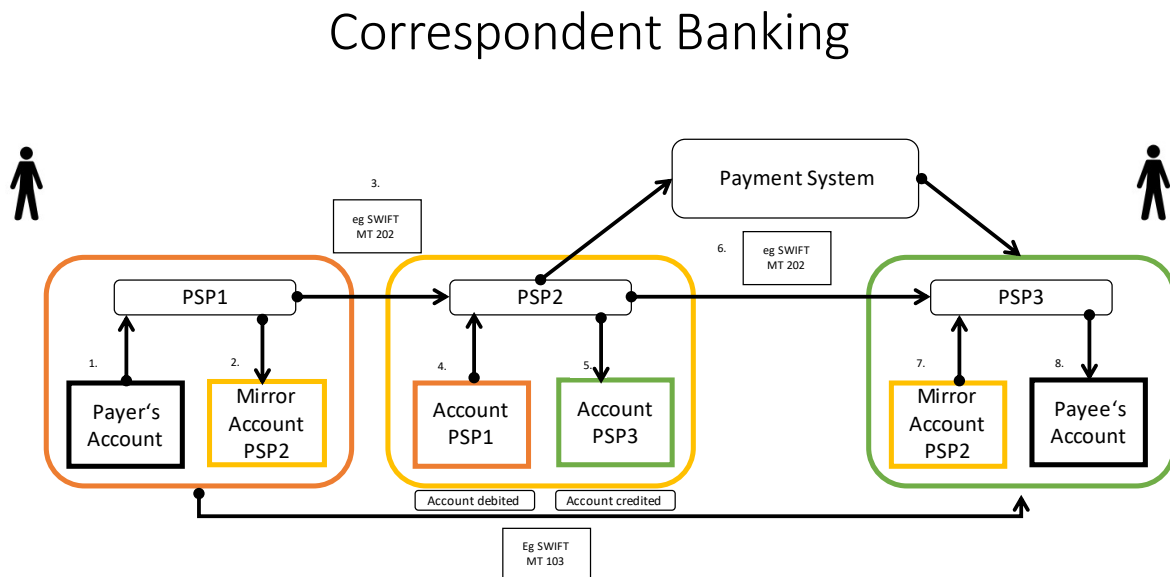 Correspondent Banking
Payment System
3.
eg SWIFT
MT 202
6.
eg SWIFT
MT 202
PSP1
PSP2
PSP3
1.
2.
4.
5.
7.
8.
Payer‘s
Account
Mirror
Account
PSP2
Account
PSP1
Account
PSP3
Mirror
Account
PSP2
Payee‘s
Account
Account debited
Account credited
Eg SWIFT
MT 103